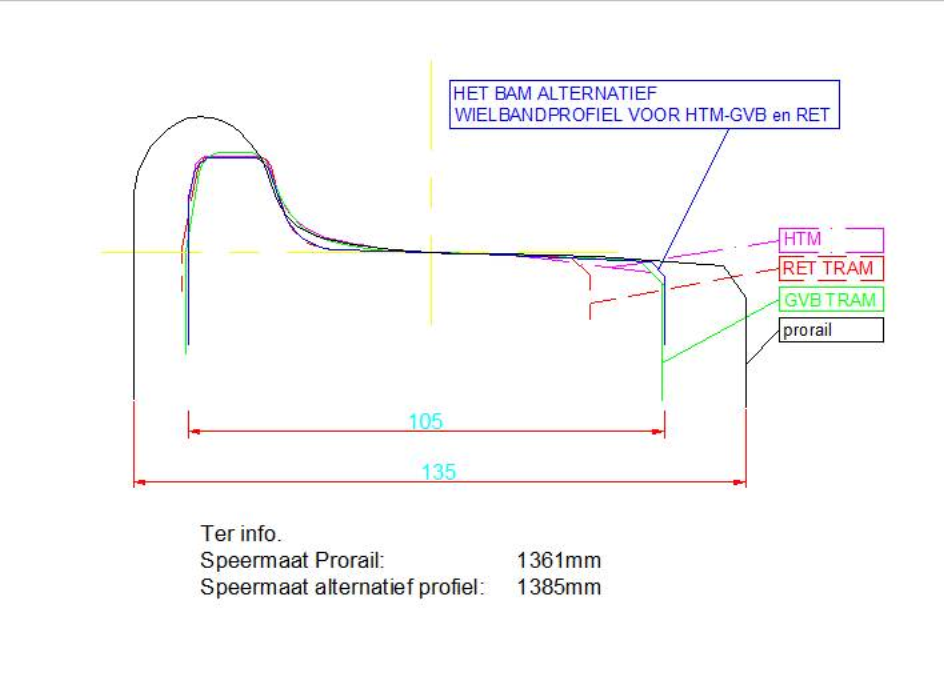 HET BAM ALTERNATIEF
WIELBANDPROFIEL VOOR HTM-GVB en RET
HTM
RET TRAM
GVB TRAM
prorail
105
135
Ter info.
Speermaat Prorail: 1361mm
Speermaat alternatief profiel: 1385mm